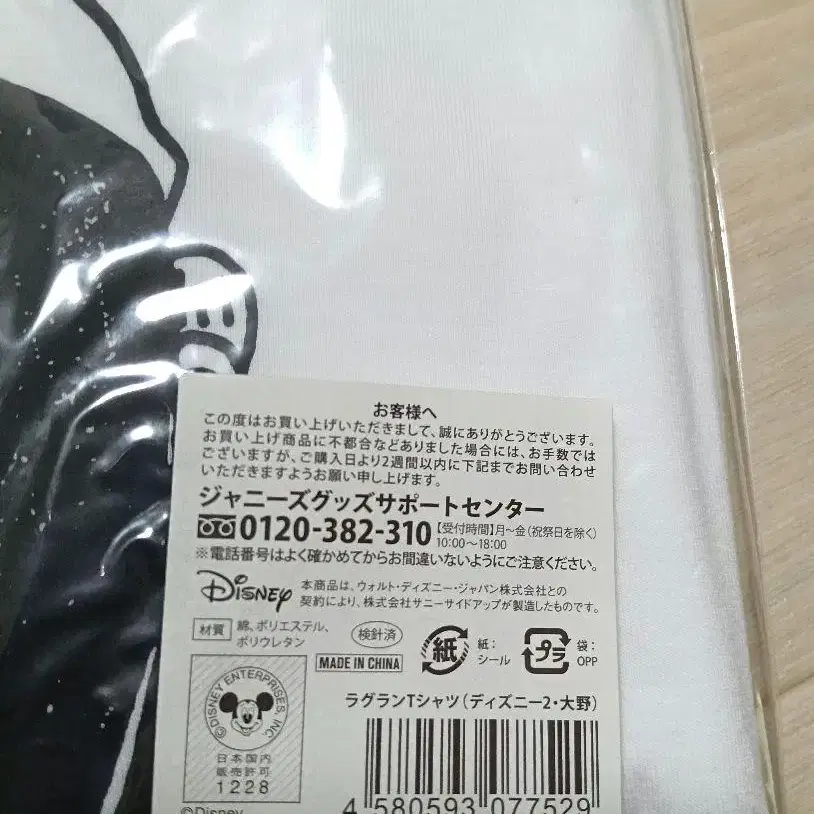 お客様へ
この度はお買い上げいただきまして、誠にありがとうございます。
お買い上げ商品に不都合などありました場合には、お手数では
ございますが、ご購入日より2週間以内に下記までお問い合わせ
いただきますようお願い申し上げます。
ジャニーズグッズサポートセンター
0120-382-310【受付時間】月~金(祝祭日を除く)
10:00~18:00
※電話番号はよく確かめてからお間違いないようにご注意ください。
Disney 本商品は、ウォルト・ディズニー・ジャパン株式会社との
契約により、株式会社サニーサイドアップが製造したものです。
材質 綿、ポリエステル、
ポリウレタン
検針済
MADE IN CHINA
紙 紙:
シール
プラ 袋:
OPP
©DISNEY ENTERPRISES, INC.
日本国内
販売許可
1228
ラグランTシャツ(ディズニー2・大野)
4 580593 077529
©Disney